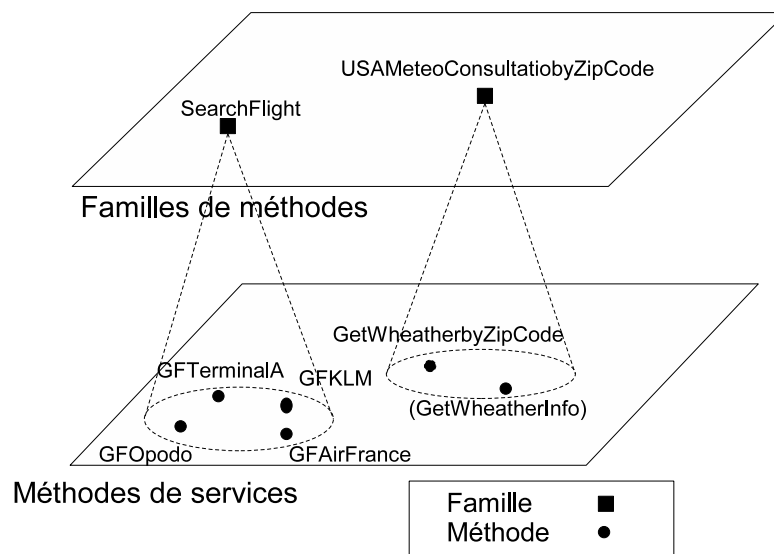 USAMeteoConsultatiobyZipCode
SearchFlight
Familles de méthodes
GetWheatherbyZipCode
GFTerminalA
GFKLM
(GetWheatherInfo)
GFOpodo
GFAirFrance
Méthodes de services
Famille
Méthode